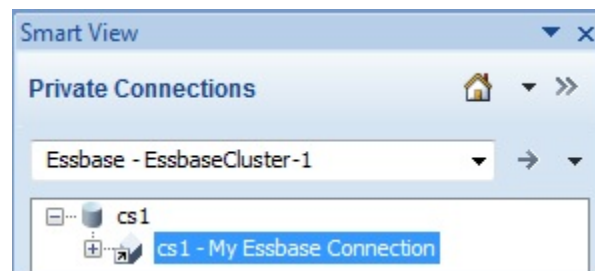 Smart View
Private Connections
Essbase - EssbaseCluster-1
cs1
cs1 - My Essbase Connection